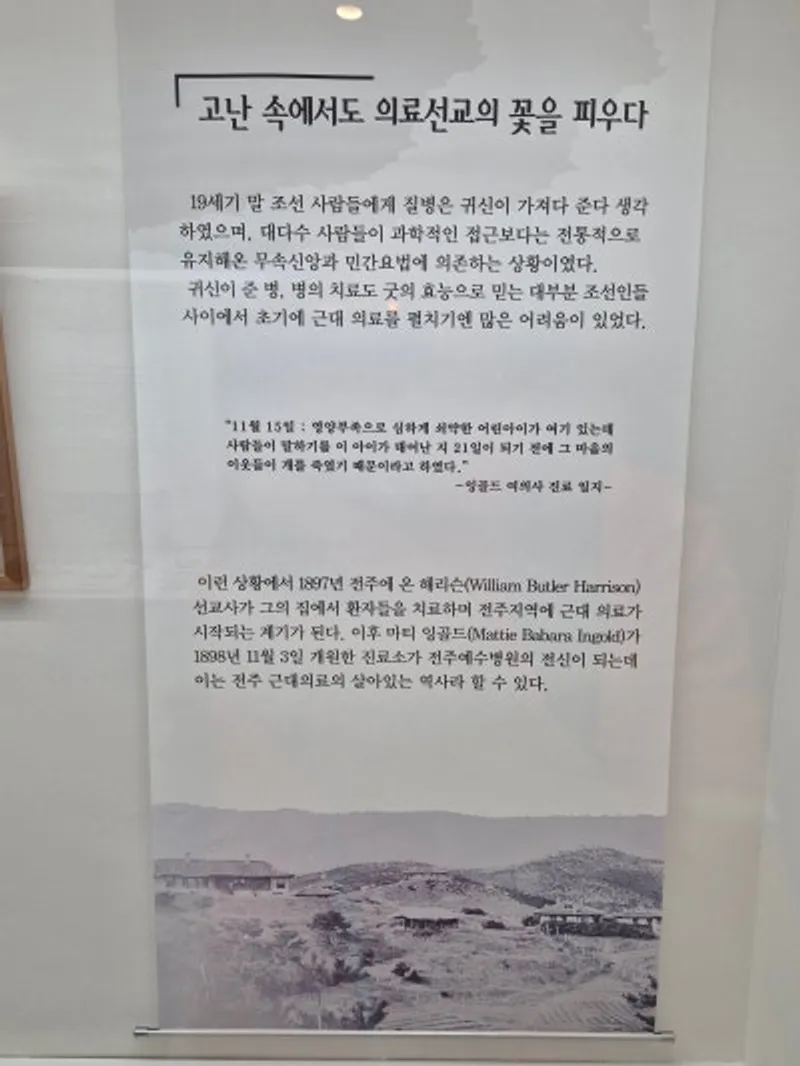 고난 속에서도 의료선교의 꽃을 피우다
19세기 말 조선 사람들에게 질병은 귀신이 가져다 준다 생각
하였으며, 대다수 사람들이 과학적인 접근보다는 전통적으로
유지해온 무속신앙과 민간요법에 의존하는 상황이였다.
귀신이 준 병, 병의 치료도 굿의 효능으로 믿는 대부분 조선인들
사이에서 초기에 근대 의료를 펼치기엔 많은 어려움이 있었다.
"11월 15일 : 영양부족으로 심하게 쇠약한 어린아이가 여기 있는데
사람들이 말하기를 이 아이가 태어난 지 21일이 되기 전에 그 마을의
이웃들이 개를 죽였기 때문이라고 하였다."
-잉골드 여의사 진료 일지-
이런 상황에서 1897년 전주에 온 해리슨(William Butler Harrison)
선교사가 그의 집에서 환자들을 치료하며 전주지역에 근대 의료가
시작되는 계기가 된다. 이후 마티 잉골드(Mattie Babara Ingold)가
1898년 11월 3일 개원한 진료소가 전주예수병원의 전신이 되는데
이는 전주 근대의료의 살아있는 역사라 할 수 있다.